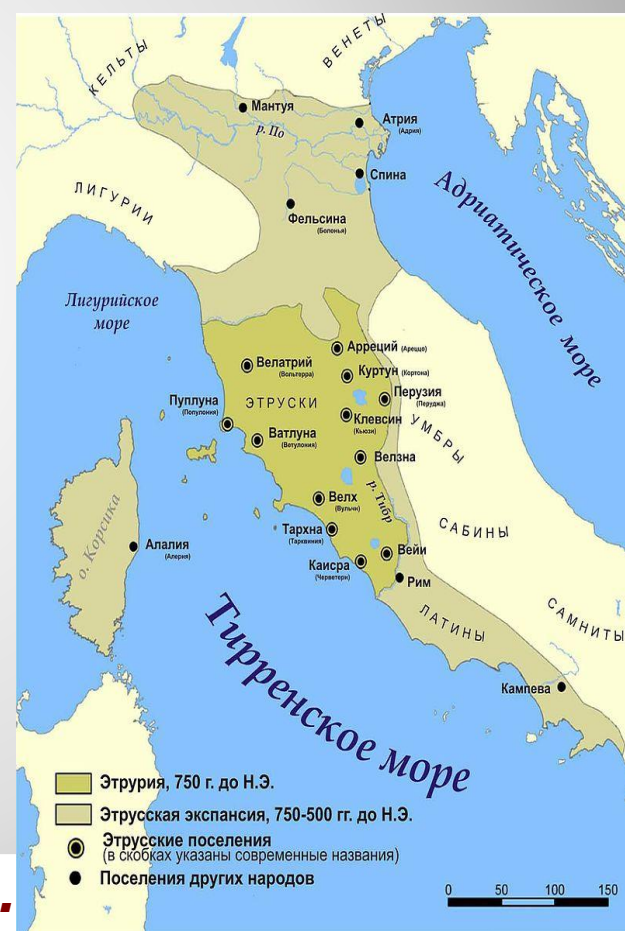 КЕЛЬТЫ
ВЕНЕТЫ
Мантуя
р. По
Атрия
(Адрия)
Спина
Фельсина
(Болонья)
ЛИГУРИИ
Адриатическое море
Лигурийское
море
Арреций (Ареццо)
Велатрий
(Вольтерра)
Куртун (Кортона)
Перузия
(Перуджа)
Пуплуна
(Популония)
ЭТРУСКИ
Клевсин
(Кьюзи)
УМБРЫ
Ватлуна
(Ветулония)
Велзна
р. Тибр
Велх
(Вульчи)
о. Корсика
САБИНЫ
Тархна
(Тарквиния)
Алалия
(Алерия)
Вейи
Каисра
(Черветери)
Рим
ЛАТИНЫ
САМНИТЫ
Тирренское море
Кампева
Этрурия, 750 г. до Н.Э.
Этрусская экспансия, 750-500 гг. до Н.Э.
Этрусские поселения
(в скобках указаны современные названия)
Поселения других народов
0 50 100 150